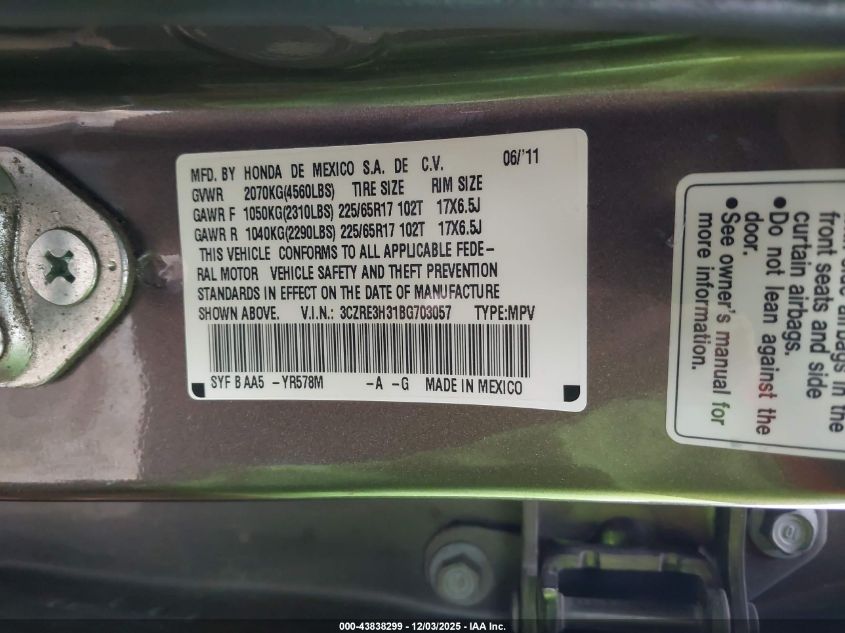 MFD. BY HONDA DE MEXICO S.A. DE C.V. 06/'11
GVWR 2070KG(4560LBS) TIRE SIZE RIM SIZE
GAWR F 1050KG(2310LBS) 225/65R17 102T 17X6.5J
GAWR R 1040KG(2290LBS) 225/65R17 102T 17X6.5J
THIS VEHICLE CONFORMS TO ALL APPLICABLE FEDE-
RAL MOTOR VEHICLE SAFETY AND THEFT PREVENTION
STANDARDS IN EFFECT ON THE DATE OF MANUFACTURE
SHOWN ABOVE. V.I.N.: 3CZRE3H31BG703057 TYPE:MPV
SYF B AA5 -YR578M -A -G MADE IN MEXICO
side airbags in the
front seats and side
curtain airbags.
•Do not lean against the
door.
•See owner's manual for
more information.
000-43838299 - 12/03/2025 - IAA Inc.